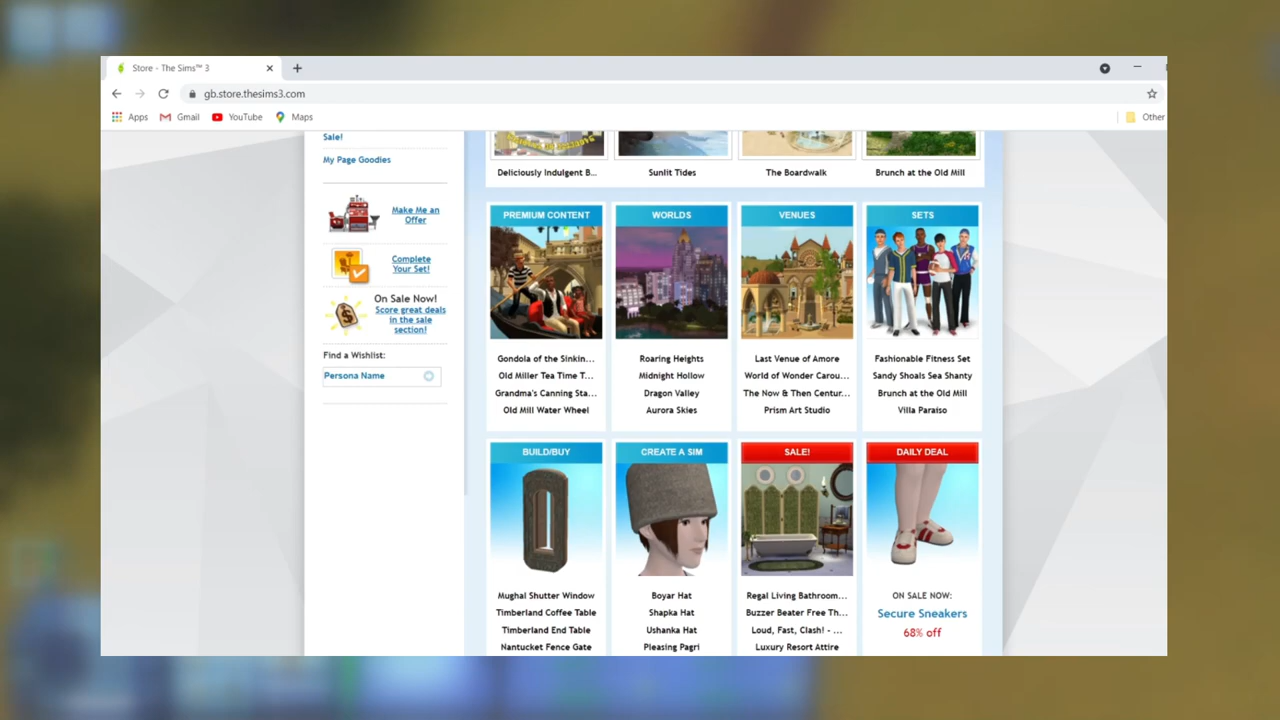 Store - The Sims™ 3
gb.store.thesims3.com
Apps
Gmail
YouTube
Maps
Other
Sale!
My Page Goodies
Make Me an
Offer
Complete
Your Set!
On Sale Now!
Score great deals
in the sale
section!
Find a Wishlist:
Persona Name
Deliciously Indulgent B...
Sunlit Tides
The Boardwalk
Brunch at the Old Mill
PREMIUM CONTENT
Gondola of the Sinkin...
Old Miller Tea Time T...
Grandma's Canning Sta...
Old Mill Water Wheel
WORLDS
Roaring Heights
Midnight Hollow
Dragon Valley
Aurora Skies
VENUES
Last Venue of Amore
World of Wonder Carou...
The Now & Then Centur...
Prism Art Studio
SETS
Fashionable Fitness Set
Sandy Shoals Sea Shanty
Brunch at the Old Mill
Villa Paraiso
BUILD/BUY
Mughal Shutter Window
Timberland Coffee Table
Timberland End Table
Nantucket Fence Gate
CREATE A SIM
Boyar Hat
Shapka Hat
Ushanka Hat
Pleasing Pagri
SALE!
Regal Living Bathroom...
Buzzer Beater Free Th...
Loud, Fast, Clash! - ...
Luxury Resort Attire
DAILY DEAL
ON SALE NOW:
Secure Sneakers
68% off